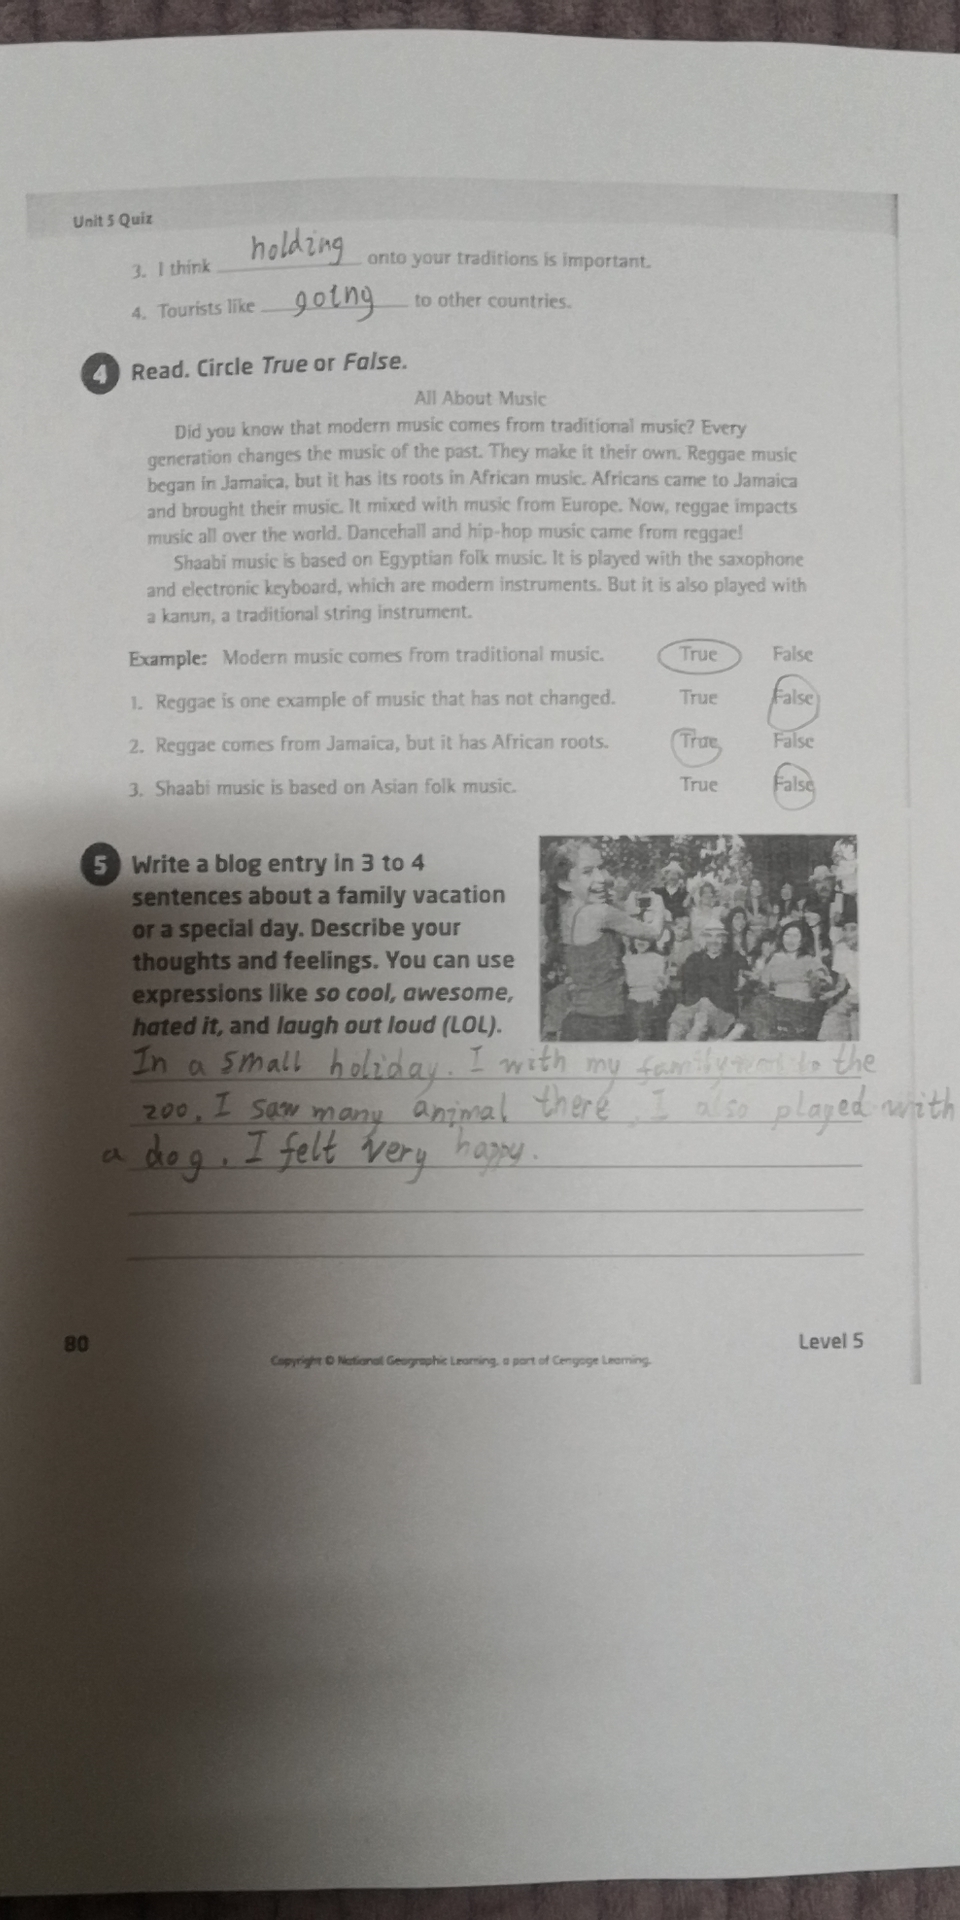 Unit 5 Quiz
3. I think holding onto your traditions is important.
4. Tourists like going to other countries.
4 Read. Circle True or False.
All About Music
Did you know that modern music comes from traditional music? Every
generation changes the music of the past. They make it their own. Reggae music
began in Jamaica, but it has its roots in African music. Africans came to Jamaica
and brought their music. It mixed with music from Europe. Now, reggae impacts
music all over the world. Dancehall and hip-hop music came from reggae!
Shaabi music is based on Egyptian folk music. It is played with the saxophone
and electronic keyboard, which are modern instruments. But it is also played with
a kanun, a traditional string instrument.
Example: Modern music comes from traditional music. True False
1. Reggae is one example of music that has not changed. True False
2. Reggae comes from Jamaica, but it has African roots. True False
3. Shaabi music is based on Asian folk music. True False
5 Write a blog entry in 3 to 4
sentences about a family vacation
or a special day. Describe your
thoughts and feelings. You can use
expressions like so cool, awesome,
hated it, and laugh out loud (LOL).
In a small holiday. I with my family went to the
zoo. I saw many animal there. I also played with
a dog. I felt very happy.
80
Level 5
Copyright © National Geographic Learning, a part of Cengage Learning.